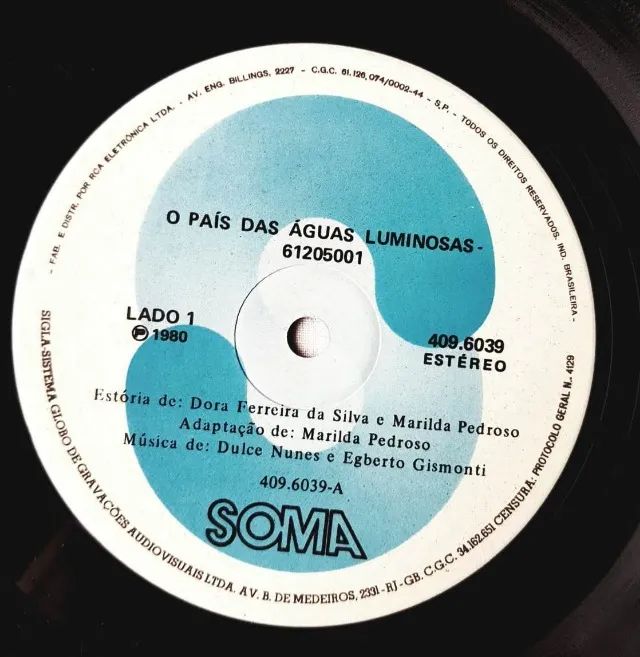 - FAB. E DISTR. POR RCA ELETRÔNICA LTDA. - AV. ENG. BILLINGS, 2227 - C.G.C. 61.126,074/0002-44 - S.P. - TODOS OS DIREITOS RESERVADOS. IND. BRASILEIRA -
O PAÍS DAS ÁGUAS LUMINOSAS -
61205001
LADO 1
℗ 1980
409.6039
ESTÉREO
Estória de: Dora Ferreira da Silva e Marilda Pedroso
Adaptação de: Marilda Pedroso
Música de: Dulce Nunes e Egberto Gismonti
409.6039-A
SOMA
SIGLA-SISTEMA GLOBO DE GRAVAÇÕES AUDIOVISUAIS LTDA. AV. B. DE MEDEIROS, 2331-RJ-GB. C.G.C. 34.162.651 CENSURA: PROTOCOLO GERAL N.. 4129